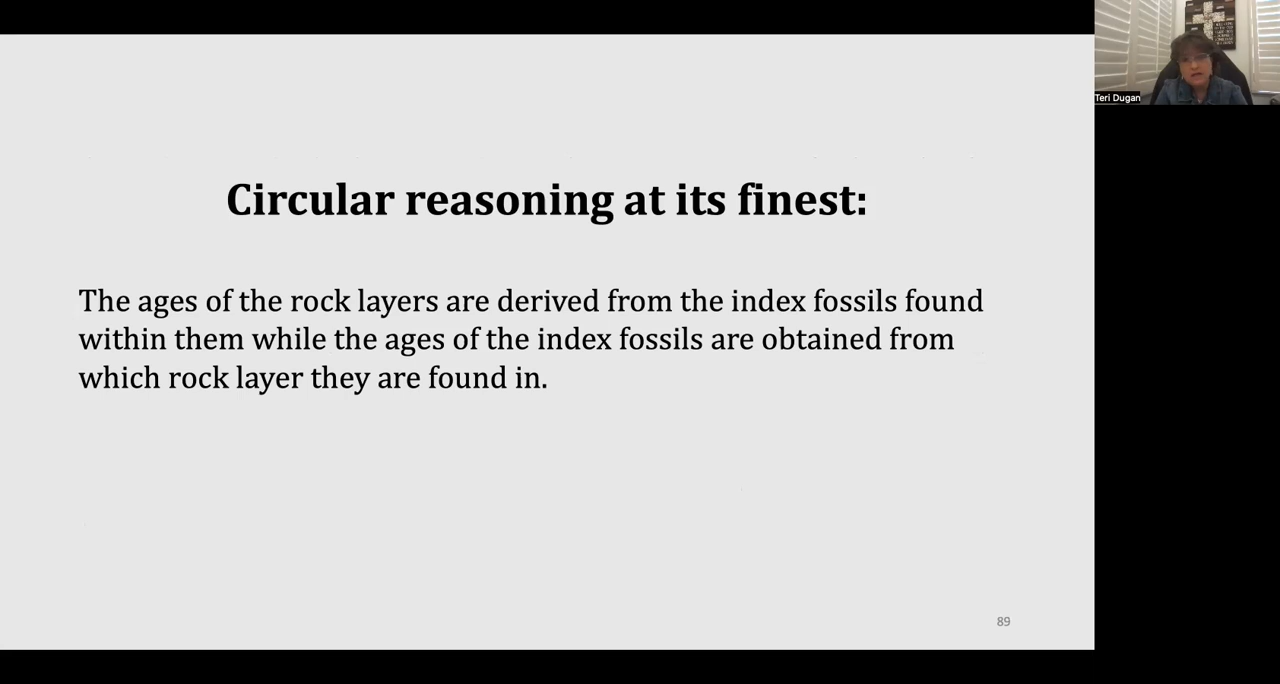 Teri Dugan
Circular reasoning at its finest:
The ages of the rock layers are derived from the index fossils found
within them while the ages of the index fossils are obtained from
which rock layer they are found in.
89